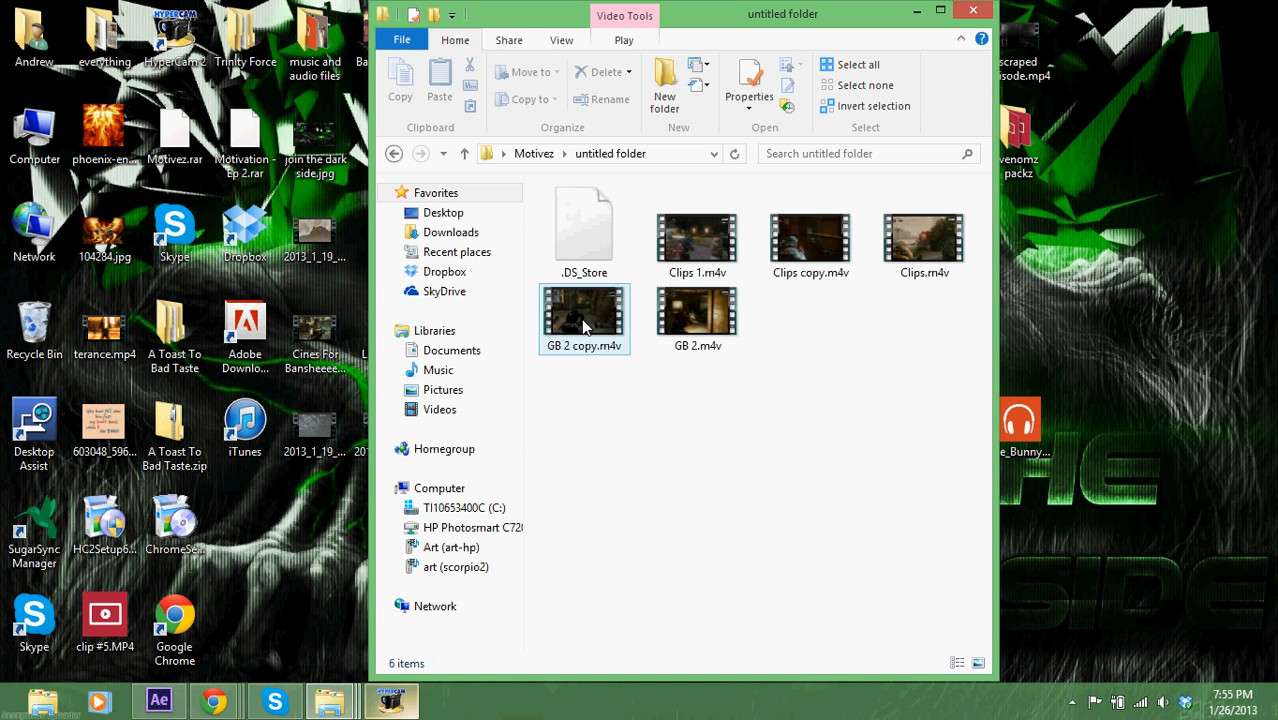 Andrew
everything
HyperCam 2
Trinity Force
music and
audio files
Computer
phoenix-en...
Motivez.rar
Motivation -
Ep 2.rar
join the dark
side.jpg
Network
104284.jpg
Skype
Dropbox
2013_1_19_...
Recycle Bin
terance.mp4
A Toast To
Bad Taste
Adobe
Downlo...
Cines For
Bansheeee...
Desktop
Assist
603048_596...
A Toast To
Bad Taste.zip
iTunes
2013_1_19_...
SugarSync
Manager
HC2Setup6...
ChromeSe...
Skype
clip #5.MP4
Google
Chrome
Video Tools
untitled folder
File
Home
Share
View
Play
Copy
Paste
Move to
Copy to
Delete
Rename
New
folder
Properties
Select all
Select none
Invert selection
Clipboard
Organize
New
Open
Select
Motivez
untitled folder
Search untitled folder
Favorites
Desktop
Downloads
Recent places
Dropbox
SkyDrive
Libraries
Documents
Music
Pictures
Videos
Homegroup
Computer
TI10653400C (C:)
HP Photosmart C720
Art (art-hp)
art (scorpio2)
Network
.DS_Store
Clips 1.m4v
Clips copy.m4v
Clips.m4v
GB 2 copy.m4v
GB 2.m4v
6 items
scraped
isode.mp4
venomz
packz
e_Bunny...
HE
SIDE
Ae
HYPERCAM
7:55 PM
1/26/2013